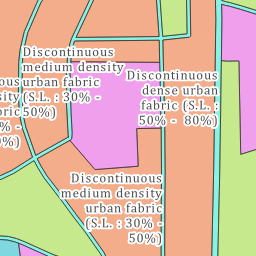 Discontinuous
medium density
urban fabric
(S.L. : 30% -
50%)
Discontinuous
dense urban
fabric (S.L. :
50% - 80%)
Discontinuous
medium density
urban fabric
(S.L. : 30% -
50%)